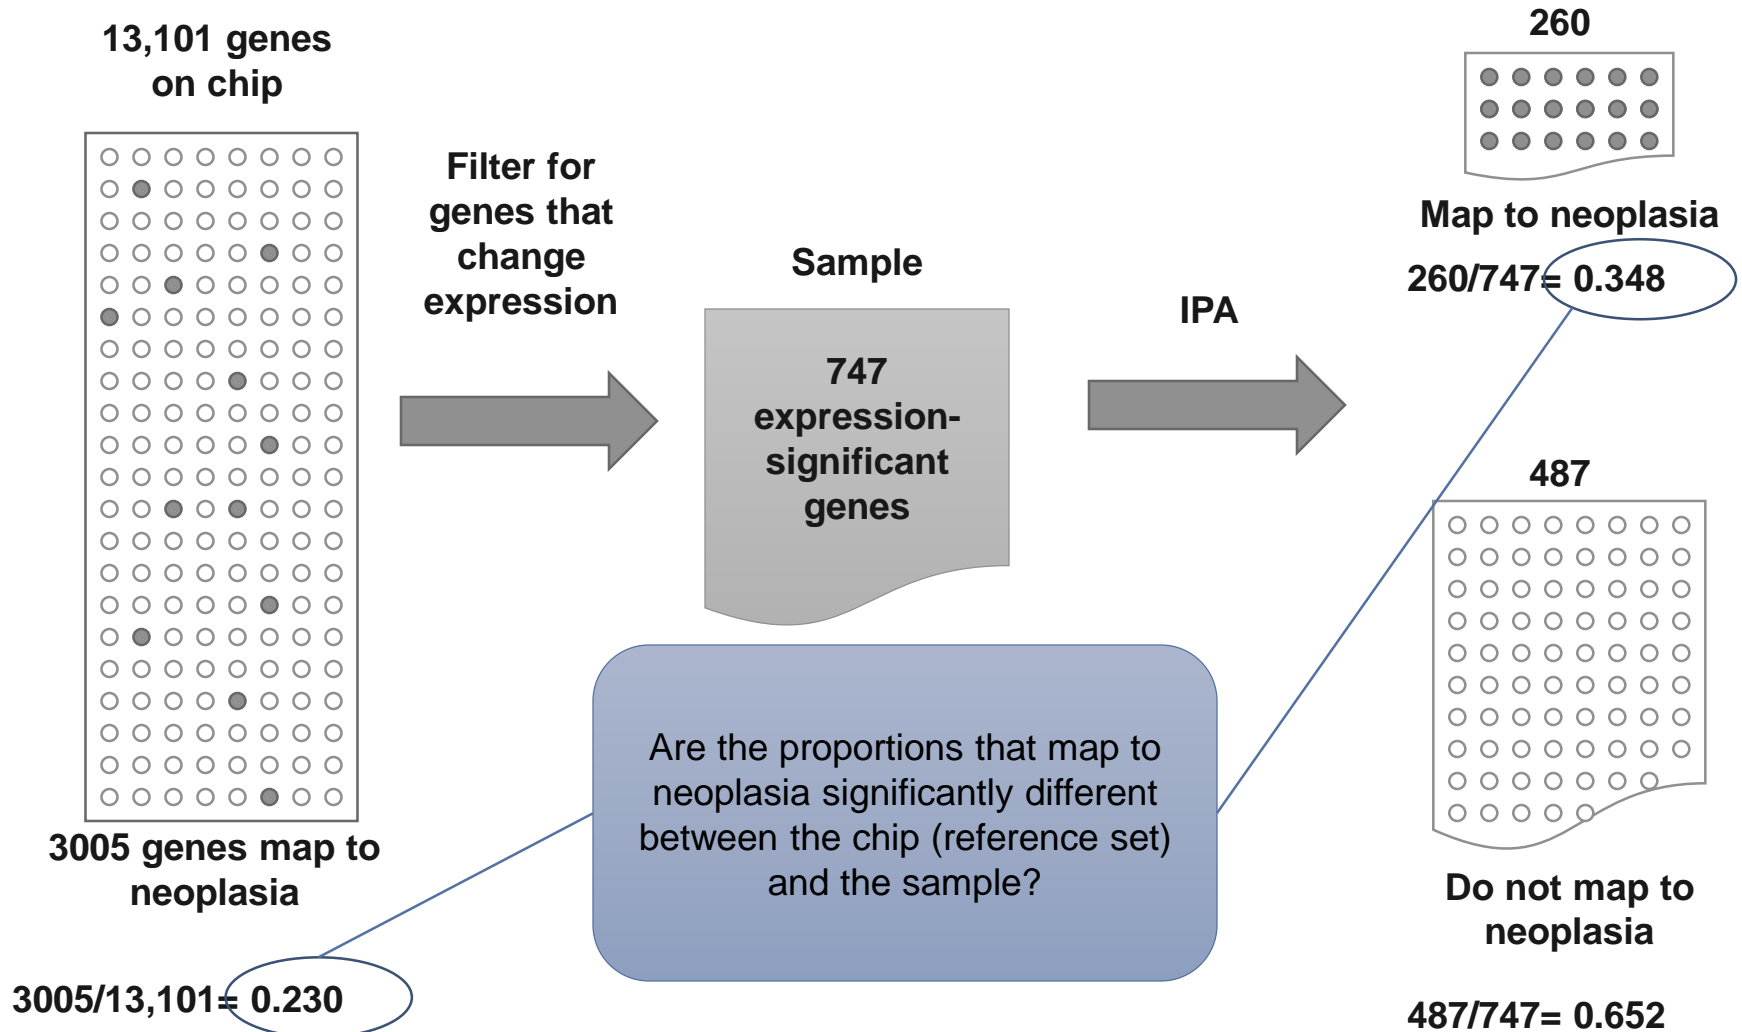 13,101 genes
on chip
3005 genes map to
neoplasia
3005/13,101= 0.230
Filter for
genes that
change
expression
Sample
747
expression-
significant
genes
IPA
Are the proportions that map to
neoplasia significantly different
between the chip (reference set)
and the sample?
260
Map to neoplasia
260/747= 0.348
487
Do not map to
neoplasia
487/747= 0.652